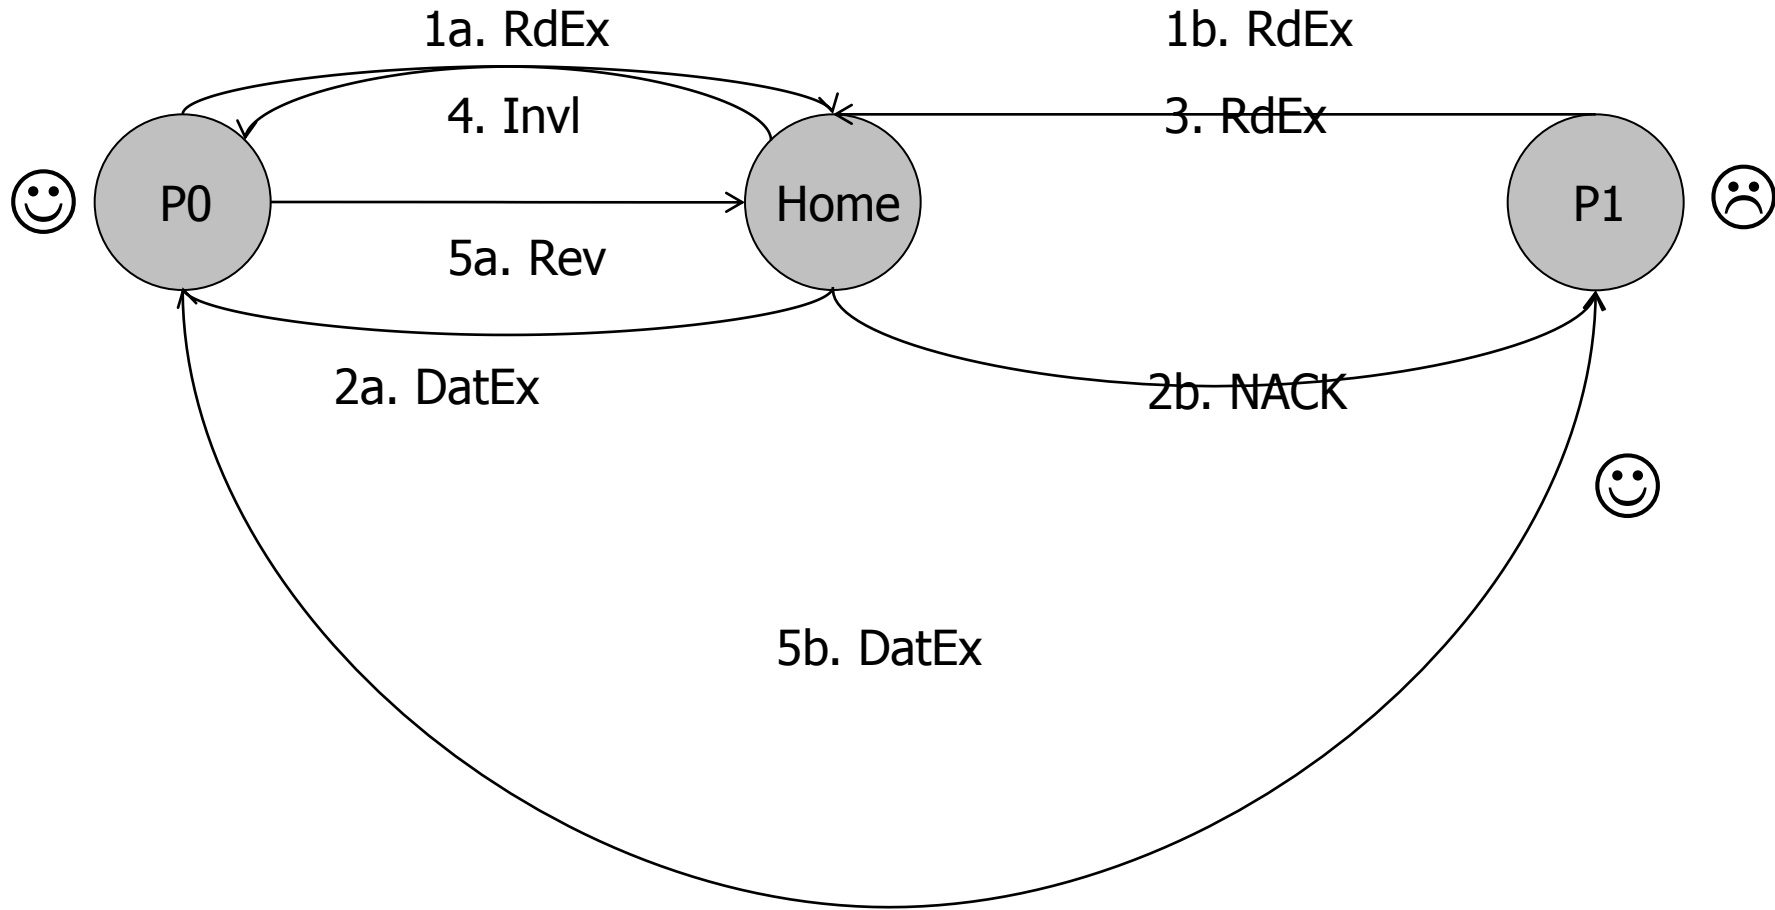 1a. RdEx
1b. RdEx
4. Invl
3. RdEx
P0
Home
P1
5a. Rev
2a. DatEx
2b. NACK
5b. DatEx